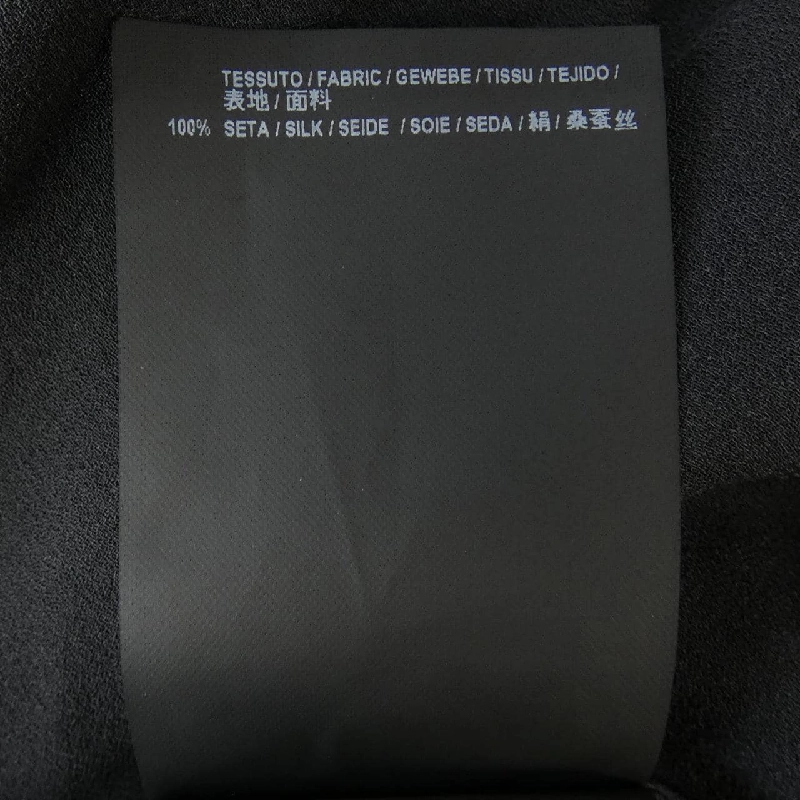 TESSUTO / FABRIC / GEWEBE / TISSU / TEJIDO /
表地 / 面料
100% SETA / SILK / SEIDE / SOIE / SEDA / 絹 / 桑蚕丝